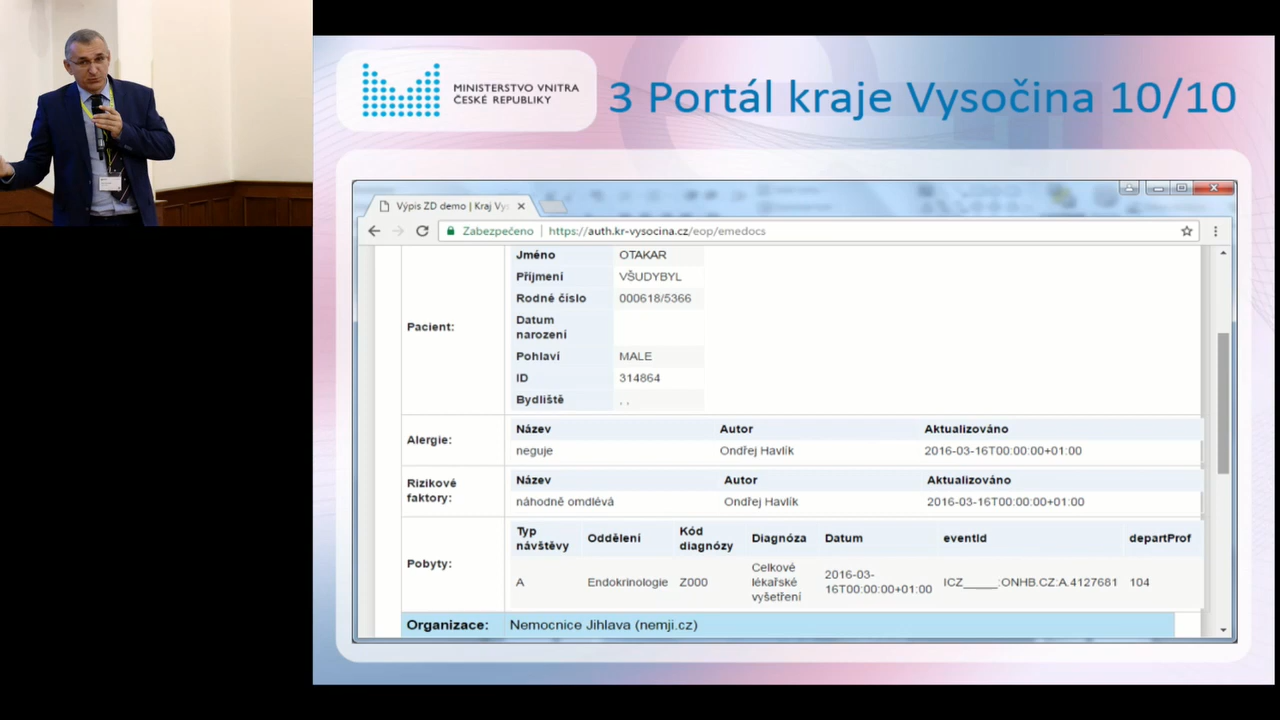 MINISTERSTVO VNITRA
ČESKÉ REPUBLIKY
3 Portál kraje Vysočina 10/10
Výpis ZD demo | Kraj Vys
Zabezpečeno https://auth.kr-vysocina.cz/eop/emedocs
Pacient:
Jméno OTAKAR
Příjmení VŠUDYBYL
Rodné číslo 000618/5366
Datum
narození
Pohlaví MALE
ID 314864
Bydliště . .
Alergie:
Název Autor Aktualizováno
neguje Ondřej Havlík 2016-03-16T00:00:00+01:00
Rizikové
faktory:
Název Autor Aktualizováno
náhodně omdlévá Ondřej Havlík 2016-03-16T00:00:00+01:00
Pobyty:
Typ
návštěvy
Oddělení
Kód
diagnózy
Diagnóza Datum eventId departProf
A Endokrinologie Z000
Celkové
lékařské
vyšetření
2016-03-
16T00:00:00+01:00
ICZ_____:ONHB.CZ:A.4127681 104
Organizace: Nemocnice Jihlava (nemji.cz)